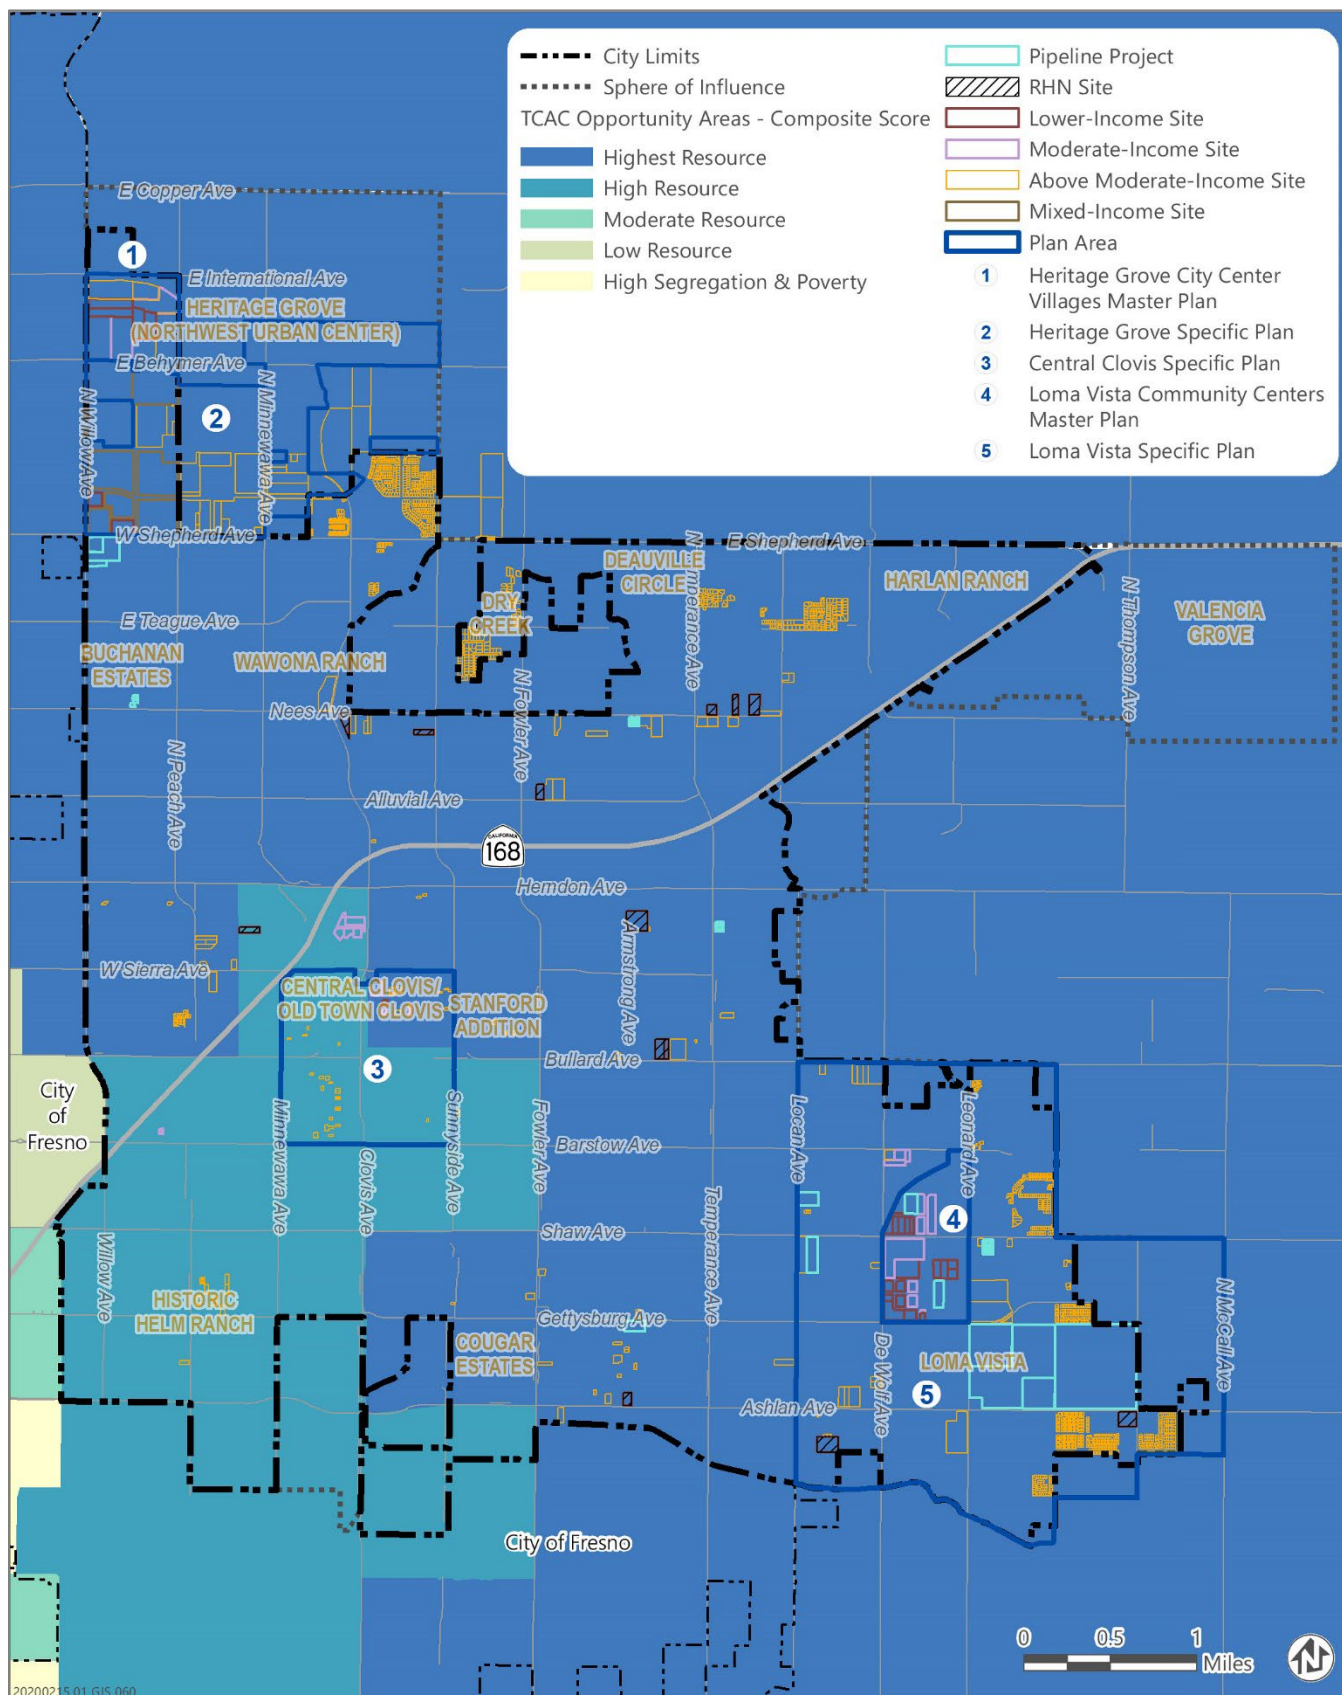 City Limits
Sphere of Influence
TCAC Opportunity Areas - Composite Score
Highest Resource
High Resource
Moderate Resource
Low Resource
High Segregation & Poverty
Pipeline Project
RHN Site
Lower-Income Site
Moderate-Income Site
Above Moderate-Income Site
Mixed-Income Site
Plan Area
1 Heritage Grove City Center
Villages Master Plan
2 Heritage Grove Specific Plan
3 Central Clovis Specific Plan
4 Loma Vista Community Centers
Master Plan
5 Loma Vista Specific Plan
E Copper Ave
1
E International Ave
HERITAGE GROVE
(NORTHWEST URBAN CENTER)
E Behymer Ave
N Willow Ave
N Minnewawa Ave
2
W Shepherd Ave
E Shepherd Ave
DEAUVILLE
CIRCLE
N Temperance Ave
HARLAN RANCH
N Thompson Ave
VALENCIA
GROVE
DRY
CREEK
E Teague Ave
BUCHANAN
ESTATES
WAWONA RANCH
N Fowler Ave
Nees Ave
N Peach Ave
Alluvial Ave
CALIFORNIA
168
Herndon Ave
Armstrong Ave
W Sierra Ave
CENTRAL CLOVIS/
OLD TOWN CLOVIS
STANFORD
ADDITION
Bullard Ave
3
City
of
Fresno
Minnewawa Ave
Clovis Ave
Sunnyside Ave
Fowler Ave
Barstow Ave
Locan Ave
Leonard Ave
Temperance Ave
4
Shaw Ave
Willow Ave
HISTORIC
HELM RANCH
Gettysburg Ave
COUGAR
ESTATES
De Wolf Ave
LOMA VISTA
N McCall Ave
5
Ashlan Ave
City of Fresno
0 0.5 1
Miles
N
20200215.01 GIS 060